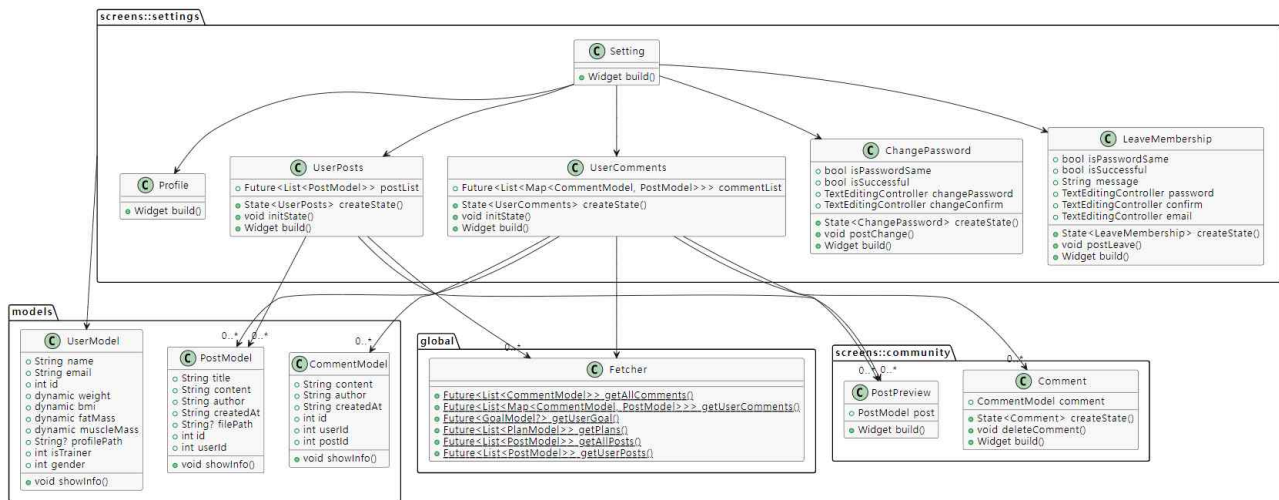 screens::settings
C Setting
Widget build()
C Profile
Widget build()
C UserPosts
Future<List<PostModel>> postList
State<UserPosts> createState()
void initState()
Widget build()
C UserComments
Future<List<Map<CommentModel, PostModel>>> commentList
State<UserComments> createState()
void initState()
Widget build()
C ChangePassword
bool isPasswordSame
bool isSuccessful
TextEditingController changePassword
TextEditingController changeConfirm
State<ChangePassword> createState()
void postChange()
Widget build()
C LeaveMembership
bool isPasswordSame
bool isSuccessful
String message
TextEditingController password
TextEditingController confirm
TextEditingController email
State<LeaveMembership> createState()
void postLeave()
Widget build()
models
C UserModel
String name
String email
int id
dynamic weight
dynamic bmi
dynamic fatMass
dynamic muscleMass
String? profilePath
int isTrainer
int gender
void showInfo()
0..*
0..*
C PostModel
String title
String content
String author
String createdAt
String? filePath
int id
int userId
void showInfo()
0..*
C CommentModel
String content
String author
String createdAt
int id
int userId
int postId
void showInfo()
global
0..*
C Fetcher
Future<List<CommentModel>> getAllComments()
Future<List<Map<CommentModel, PostModel>>> getUserComments()
Future<GoalModel?> getUserGoal()
Future<List<PlanModel>> getPlans()
Future<List<PostModel>> getAllPosts()
Future<List<PostModel>> getUserPosts()
screens::community
0..*
0..*
C PostPreview
PostModel post
Widget build()
0..*
C Comment
CommentModel comment
State<Comment> createState()
void deleteComment()
Widget build()